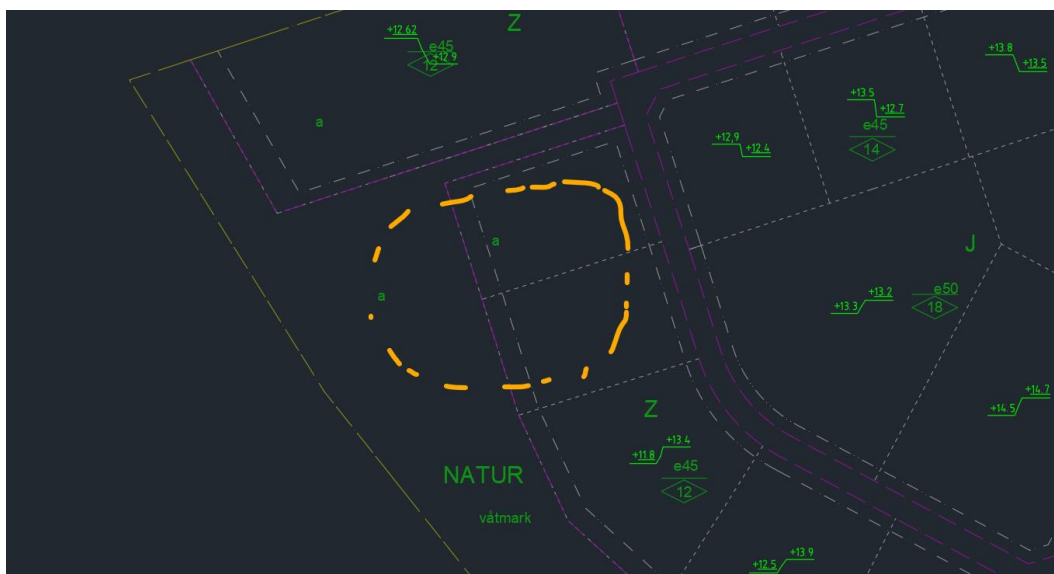 Z
+12.62
e45
12
+12.9
+13.8
+13.5
+13.5
+12.7
e45
14
a
+12,9
+12.4
a
J
a
+13.2
+13.3
e50
18
+14.7
+14.5
Z
+13.4
+11.8
e45
12
NATUR
våtmark
+13.9
+12.5